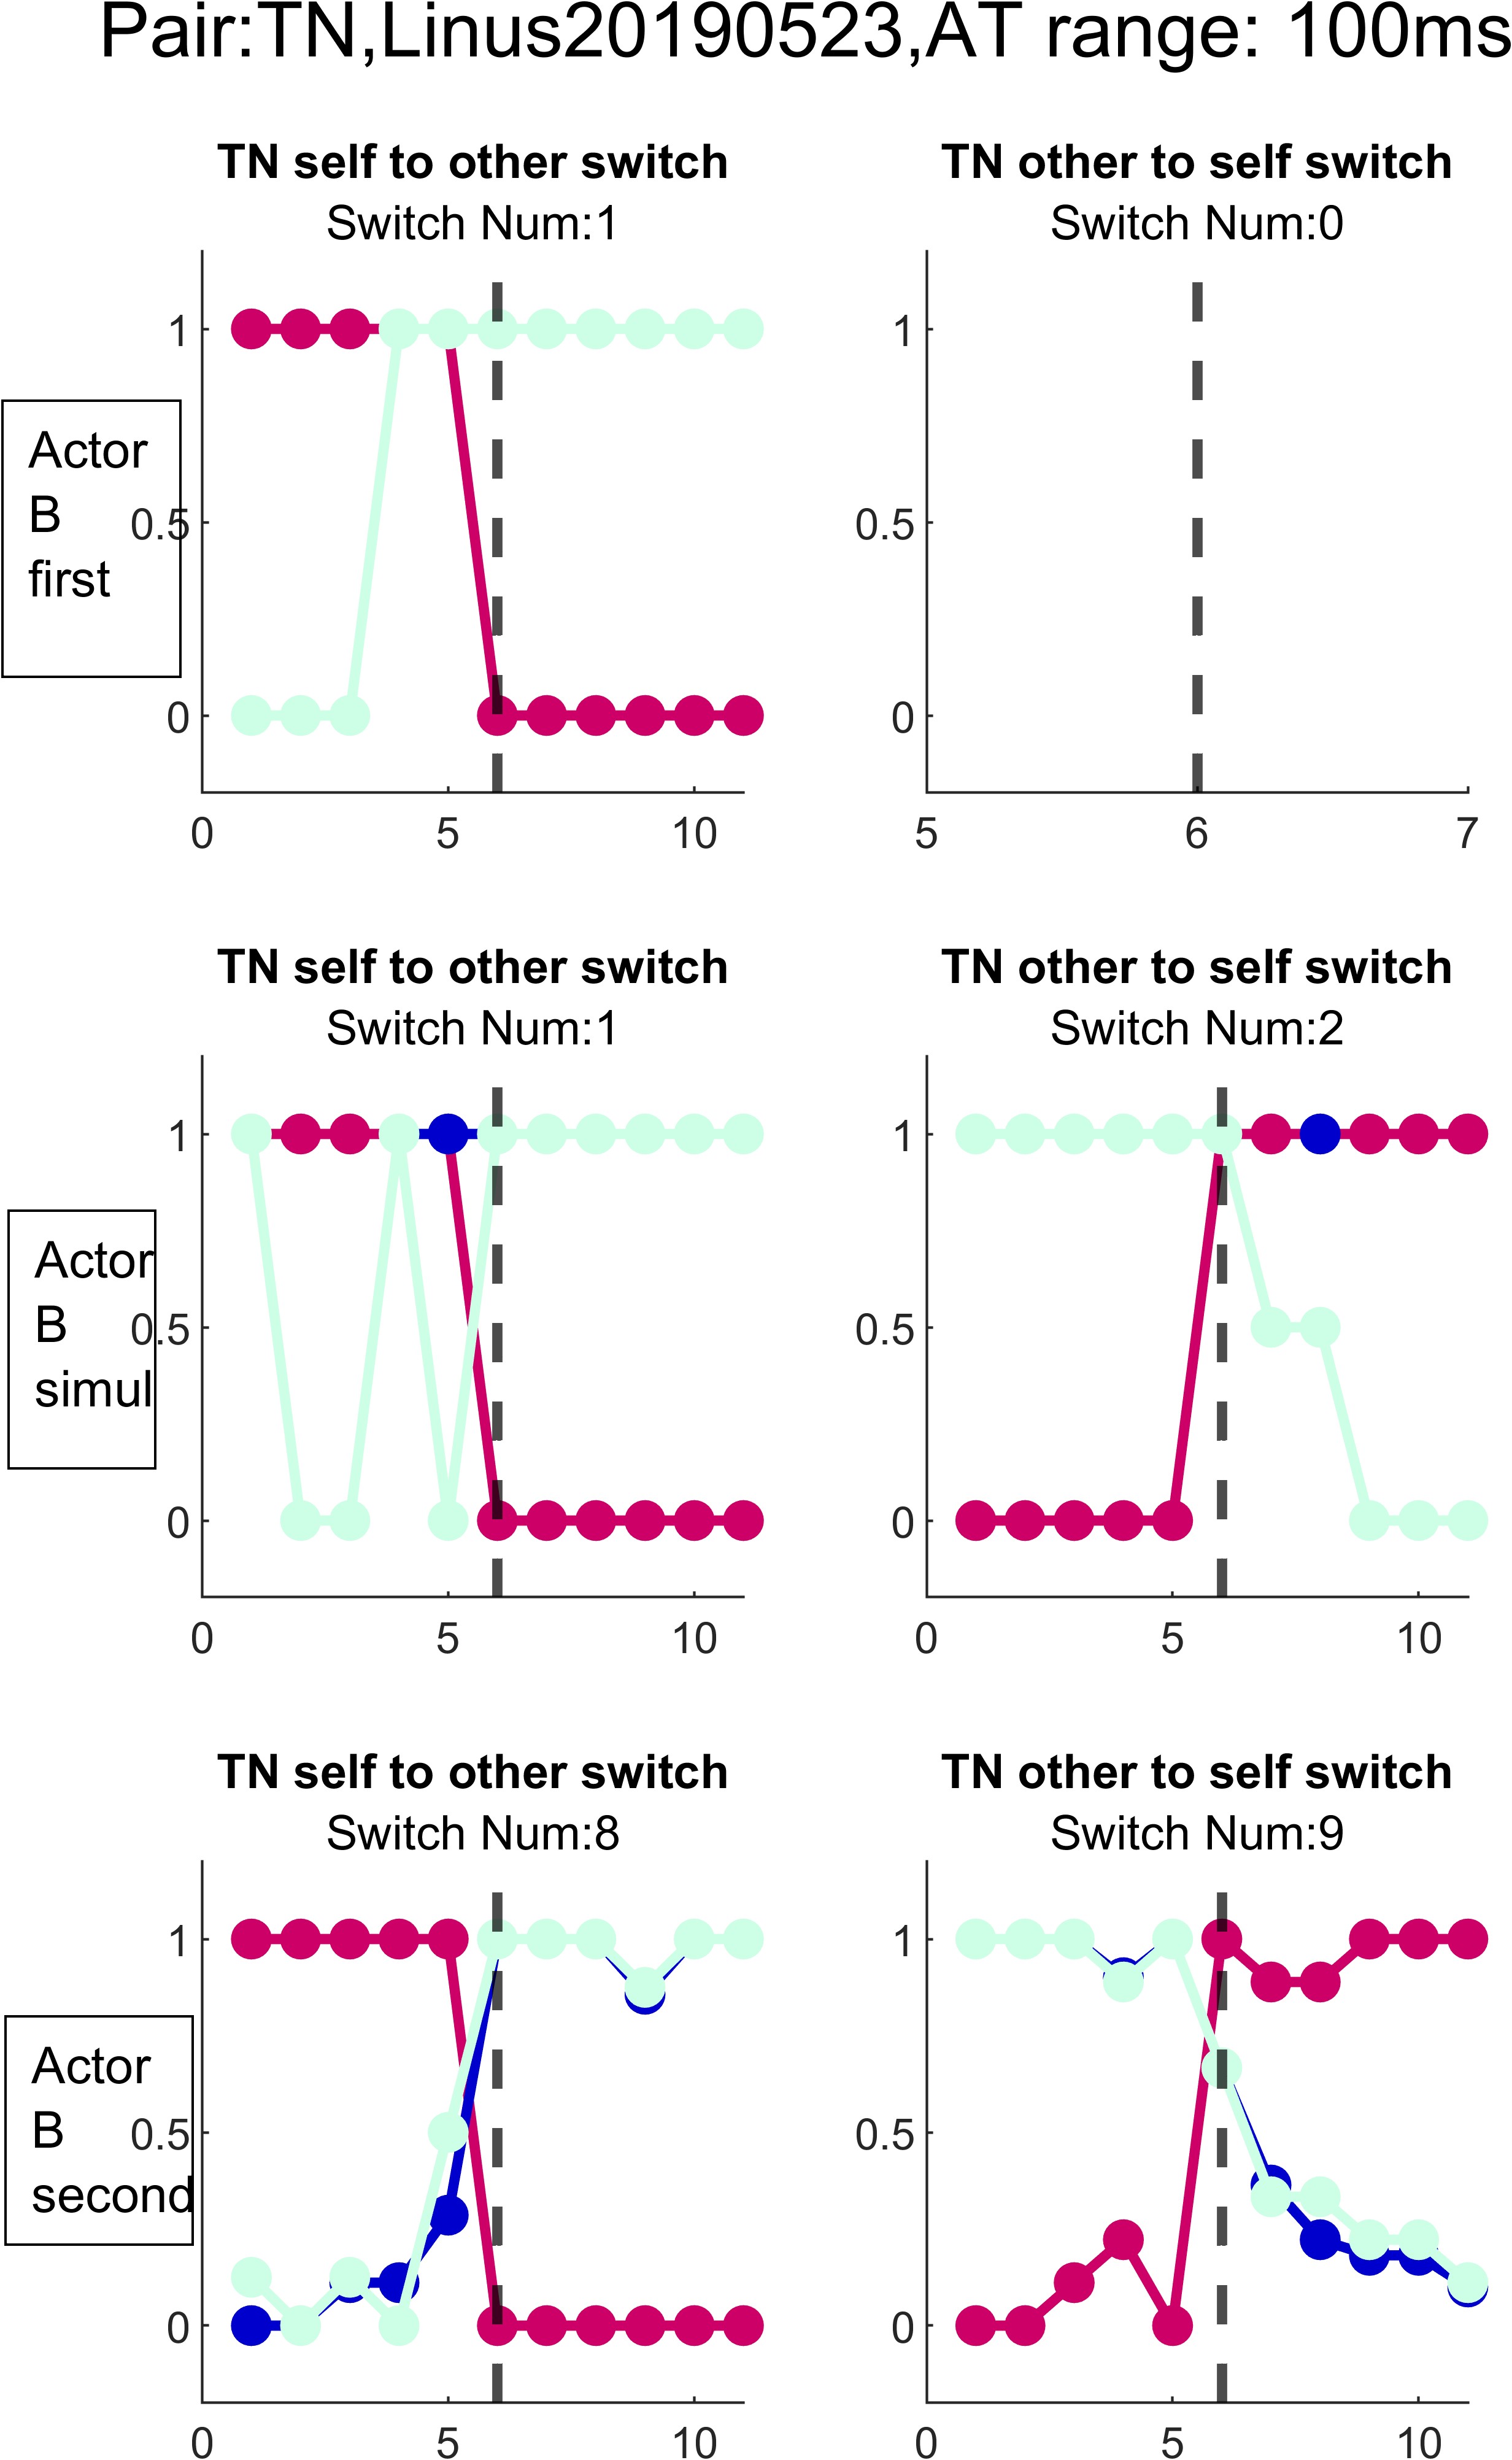 Pair:TN,Linus20190523,AT range: 100ms
TN self to other switch
Switch Num:1
TN other to self switch
Switch Num:0
Actor
B
first
1
0.5
0
0
5
10
1
0.5
0
5
6
7
TN self to other switch
Switch Num:1
TN other to self switch
Switch Num:2
Actor
B
simul
1
0.5
0
0
5
10
1
0.5
0
0
5
10
TN self to other switch
Switch Num:8
TN other to self switch
Switch Num:9
Actor
B
second
1
0.5
0
0
5
10
1
0.5
0
0
5
10